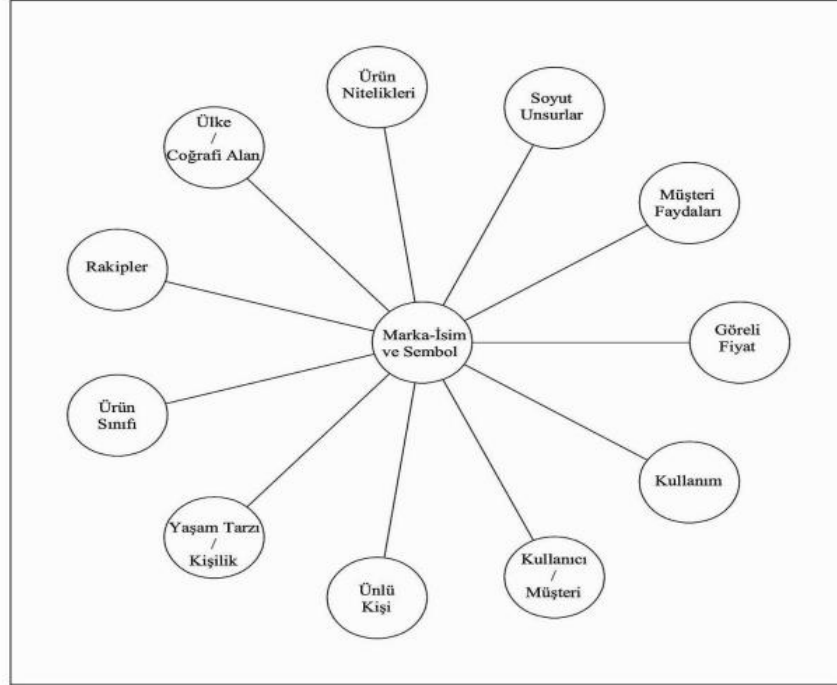 Ürün
Nitelikleri
Soyut
Unsurlar
Ülke
/
Coğrafi Alan
Müşteri
Faydaları
Rakipler
Marka-İsim
ve Sembol
Göreli
Fiyat
Ürün
Sınıfı
Kullanım
Yaşam Tarzı
/
Kişilik
Kullanıcı
/
Müşteri
Ünlü
Kişi